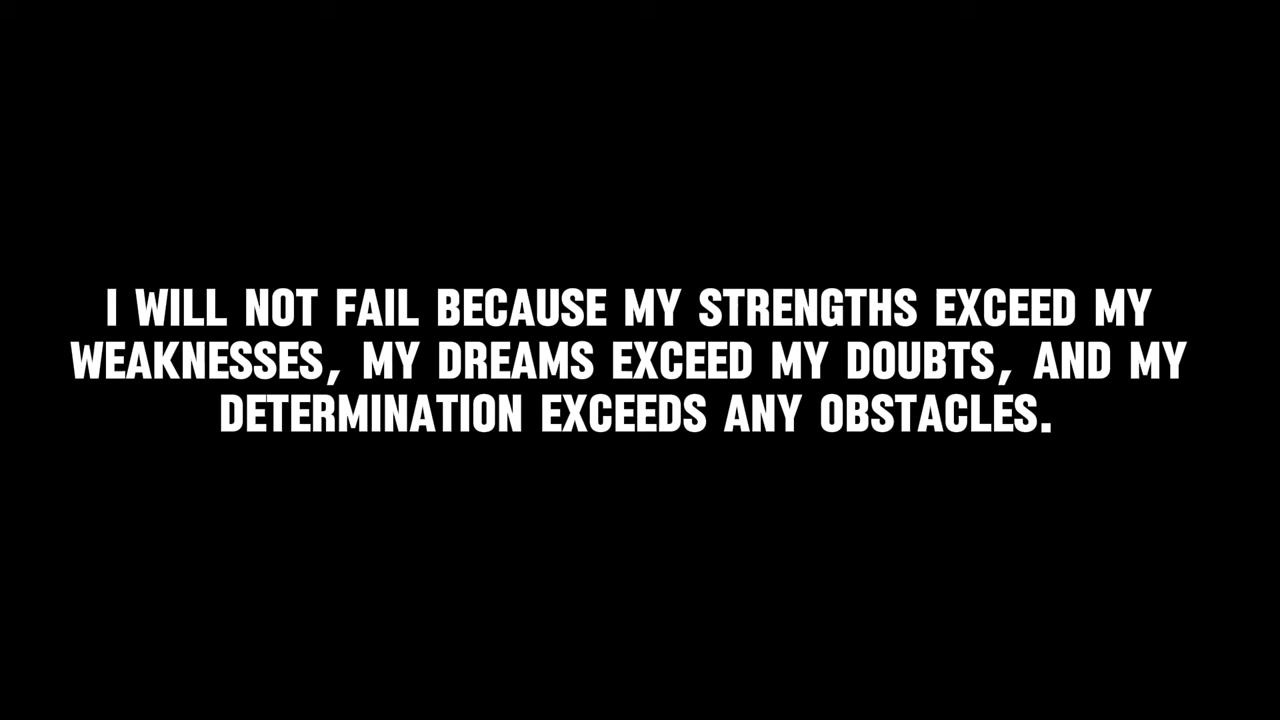 I WILL NOT FAIL BECAUSE MY STRENGTHS EXCEED MY
WEAKNESSES, MY DREAMS EXCEED MY DOUBTS, AND MY
DETERMINATION EXCEEDS ANY OBSTACLES.